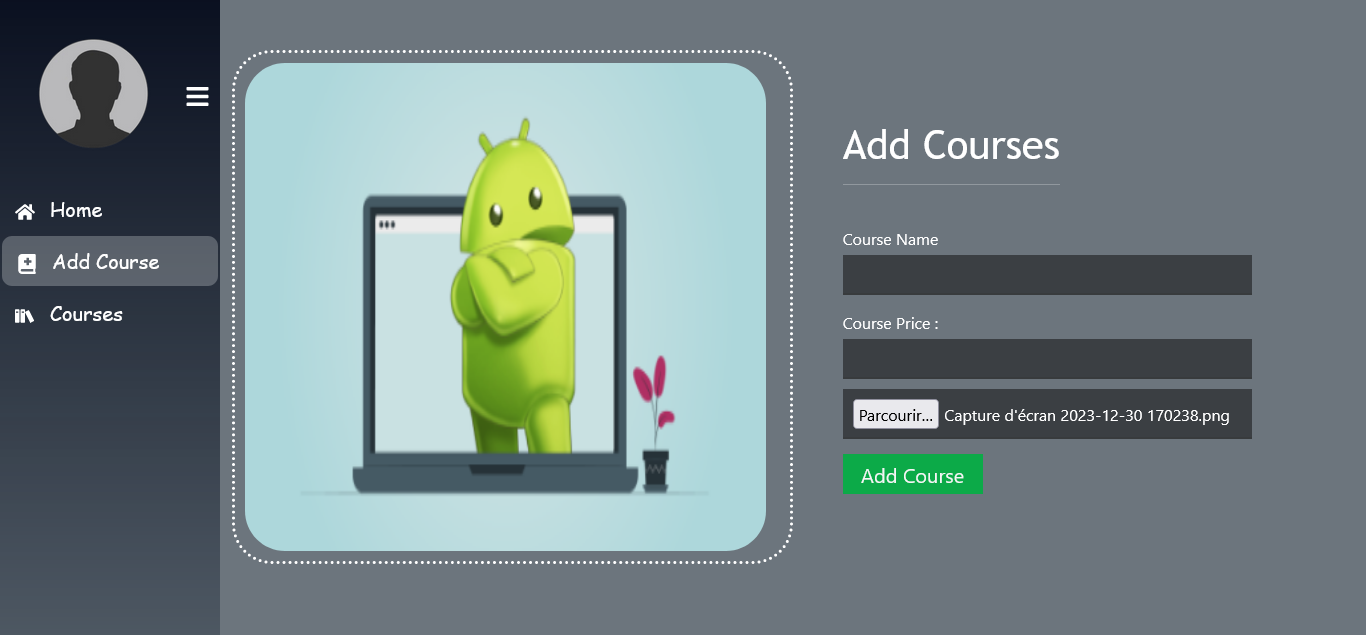 Home
Add Course
Courses
Add Courses
Course Name
Course Price :
Parcourir... Capture d'écran 2023-12-30 170238.png
Add Course